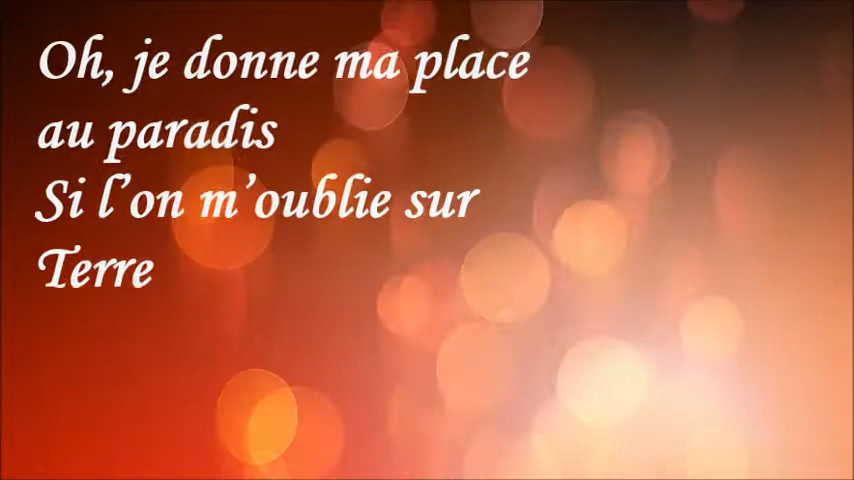 Oh, je donne ma place
au paradis
Si l’on m’oublie sur
Terre